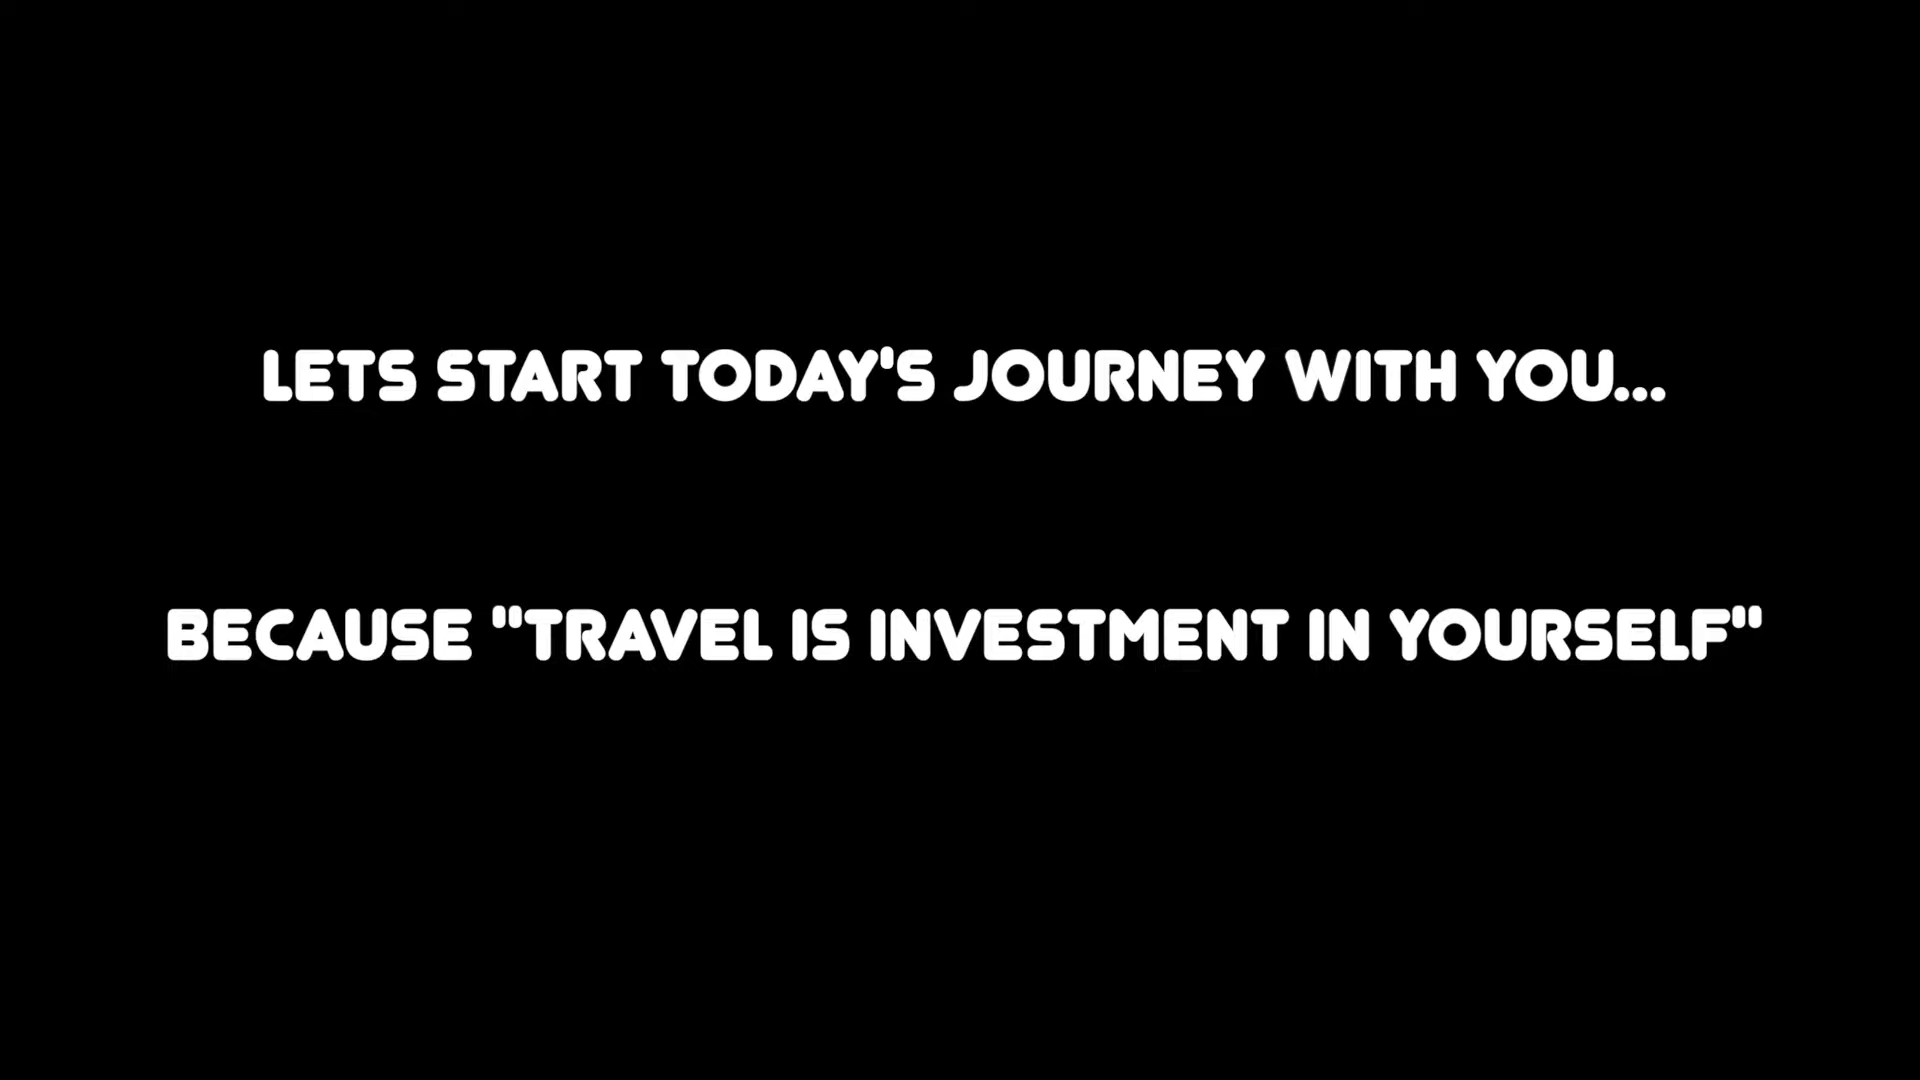 LETS START TODAY'S JOURNEY WITH YOU...
BECAUSE "TRAVEL IS INVESTMENT IN YOURSELF"